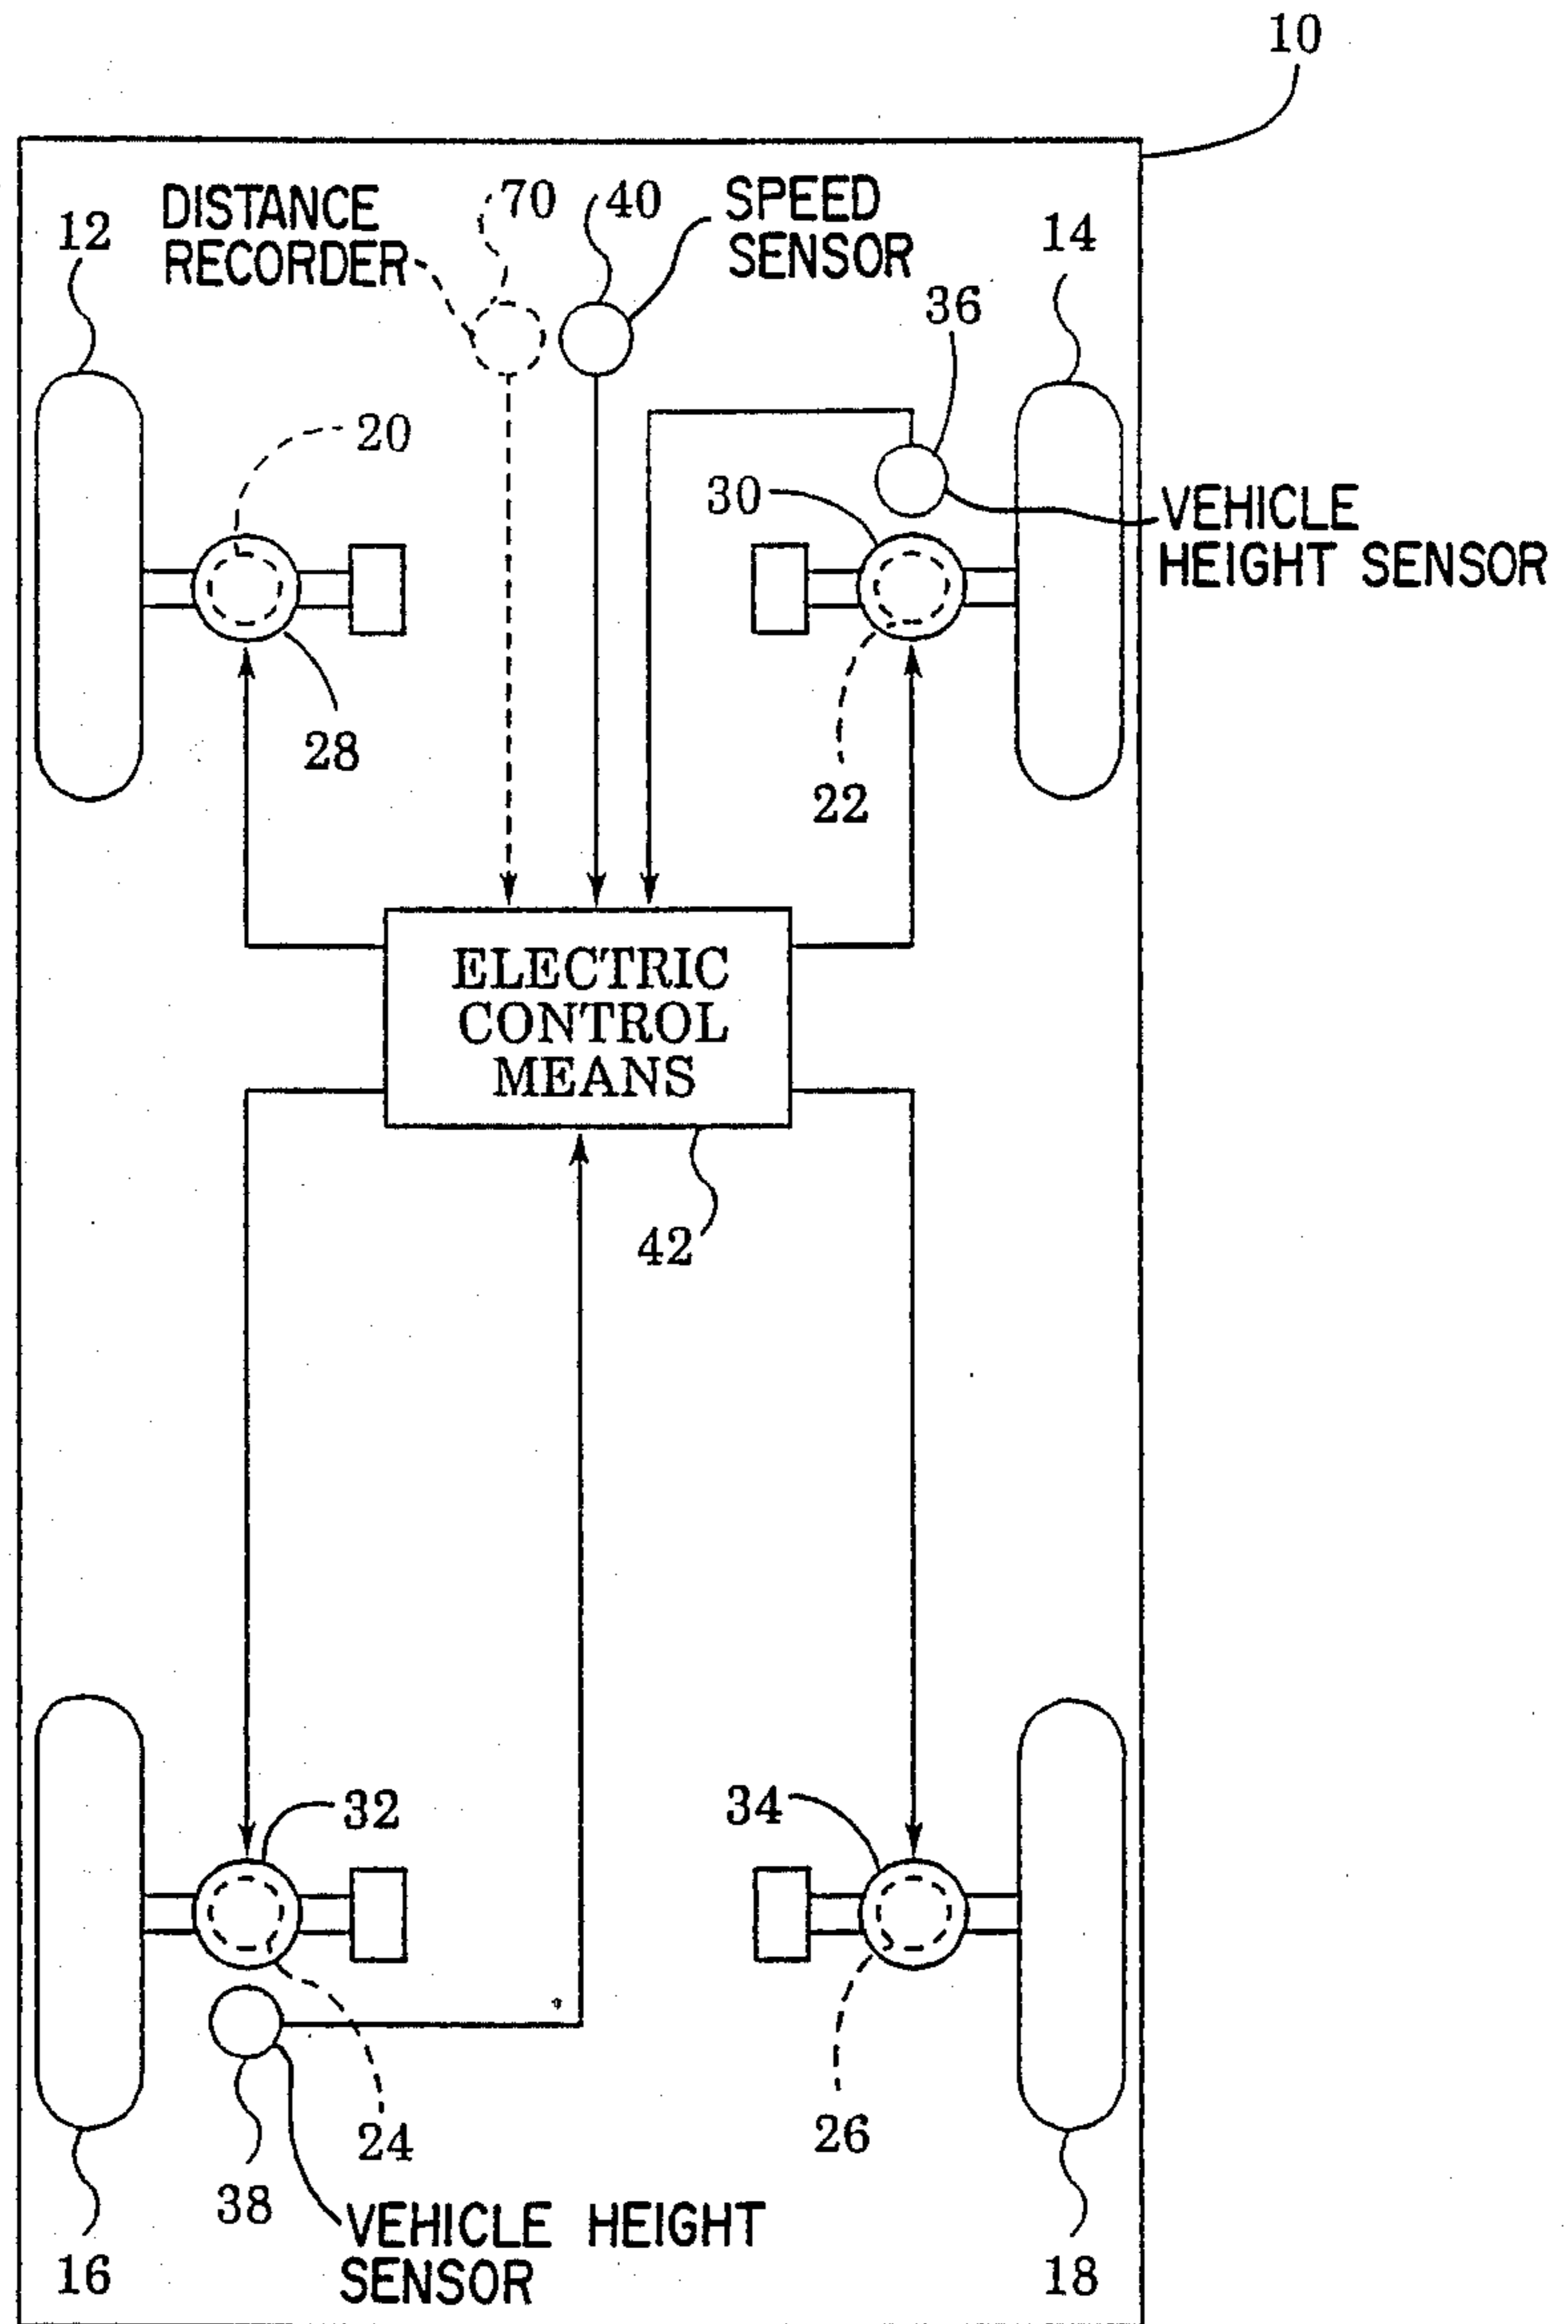 10
DISTANCE
RECORDER
70
40
SPEED
SENSOR
12
14
36
20
30
VEHICLE
HEIGHT SENSOR
28
22
ELECTRIC
CONTROL
MEANS
42
32
34
24
26
38
VEHICLE HEIGHT
SENSOR
16
18